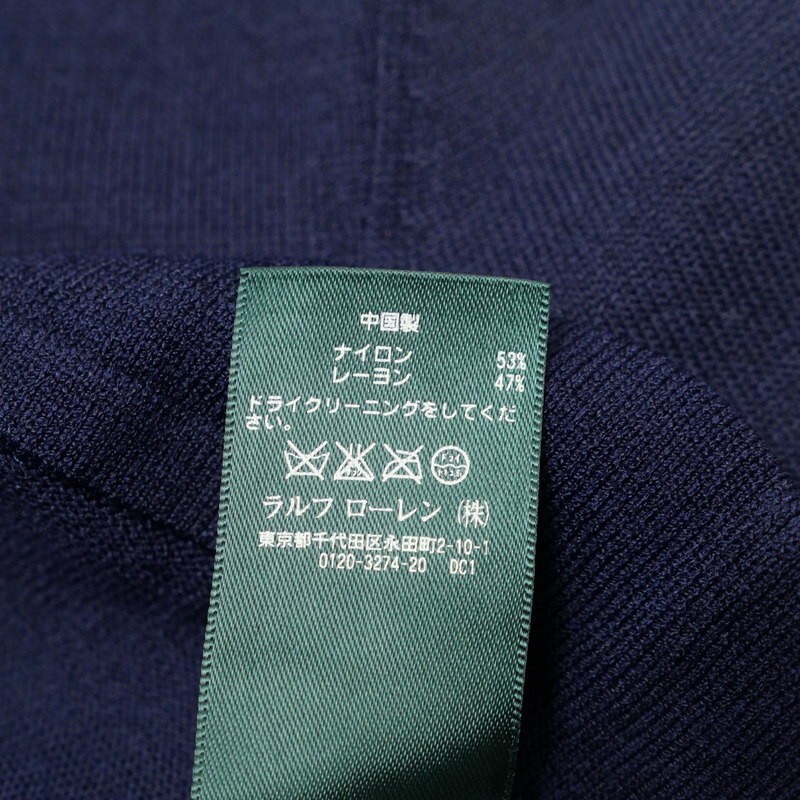 中国製
ナイロン 53%
レーヨン 47%
ドライクリーニングをしてくだ
さい。
ラルフ ローレン (株)
東京都千代田区永田町2-10-1
0120-3274-20 DC1